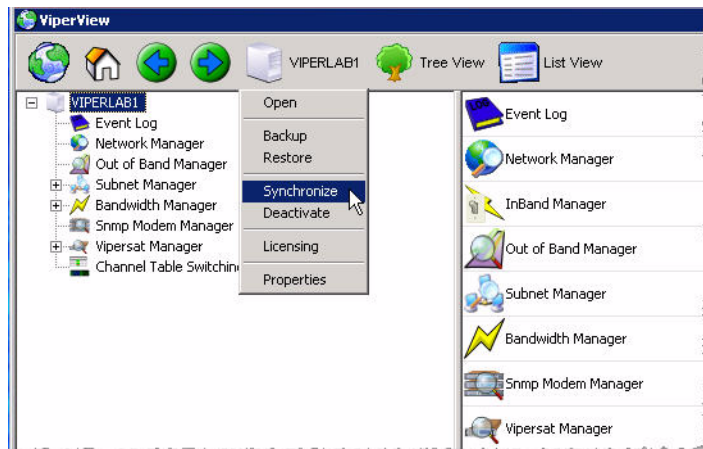 ViperView
VIPERLAB1 Tree View List View
VIPERLAB1
Event Log
Network Manager
Out of Band Manager
Subnet Manager
Bandwidth Manager
Snmp Modem Manager
Vipersat Manager
Channel Table Switchin
Open
Backup
Restore
Synchronize
Deactivate
Licensing
Properties
LOG
Event Log
Network Manager
InBand Manager
Out of Band Manager
Subnet Manager
Bandwidth Manager
Snmp Modem Manager
Vipersat Manager